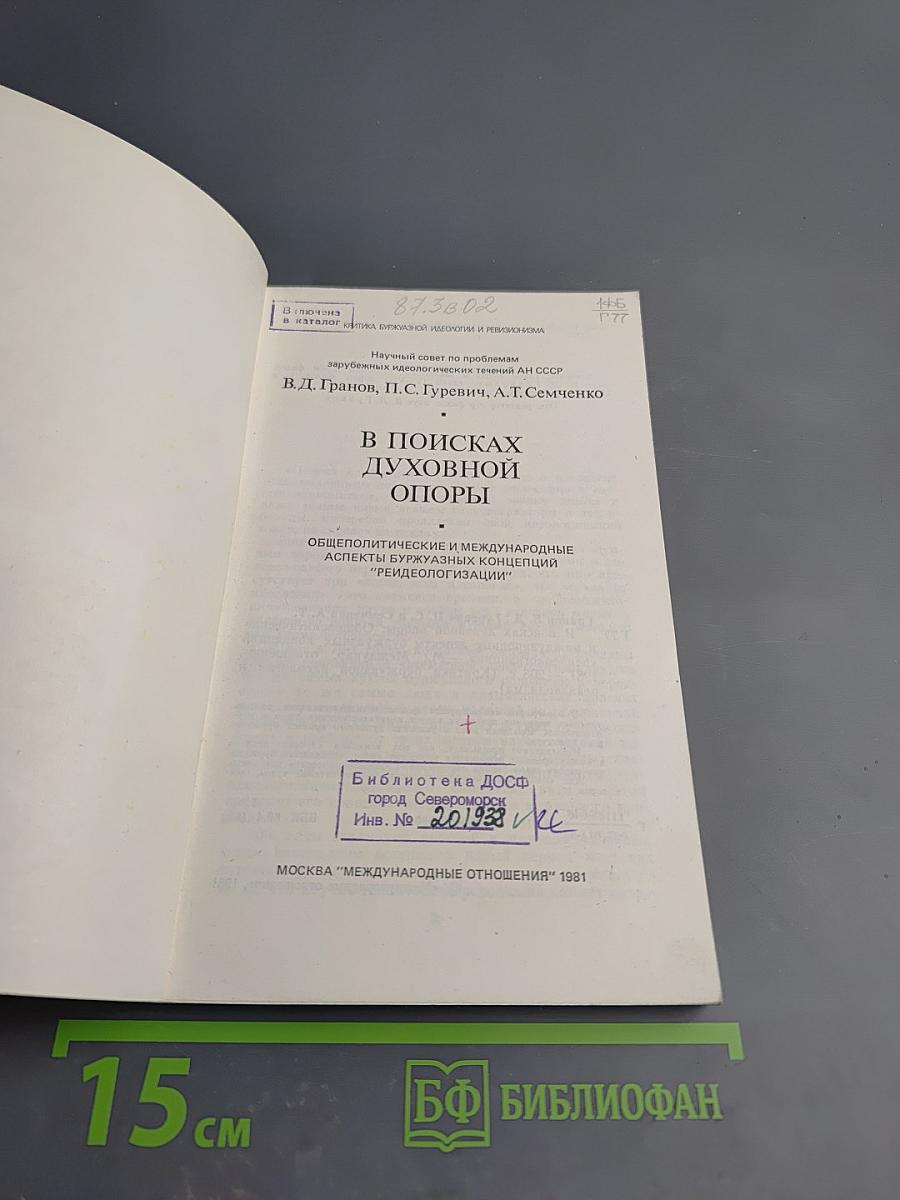 87.3в02
1ФБ
Г77
Включена
в каталог
КРИТИКА БУРЖУАЗНОЙ ИДЕОЛОГИИ И РЕВИЗИОНИЗМА
Научный совет по проблемам
зарубежных идеологических течений АН СССР
В.Д. Гранов, П.С. Гуревич, А.Т. Семченко
В ПОИСКАХ
ДУХОВНОЙ
ОПОРЫ
ОБЩЕПОЛИТИЧЕСКИЕ И МЕЖДУНАРОДНЫЕ
АСПЕКТЫ БУРЖУАЗНЫХ КОНЦЕПЦИЙ
"РЕИДЕОЛОГИЗАЦИИ"
Библиотека ДОСФ
город Североморск
Инв. № 201938
МОСКВА "МЕЖДУНАРОДНЫЕ ОТНОШЕНИЯ" 1981
15 см
БФ БИБЛИОФАН